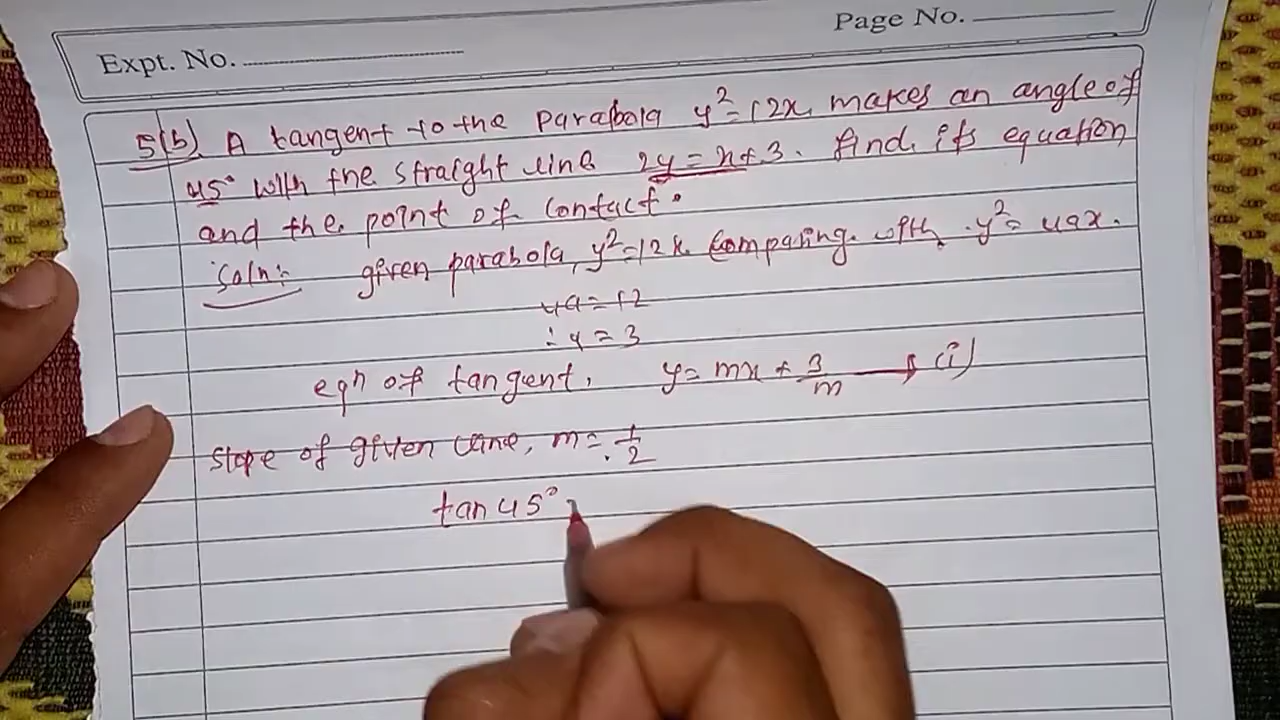 Page No.
Expt. No.
5(b). A tangent to the parabola y²=12x makes an angle of
45° with the straight line 2y=x+3. Find its equation
and the point of contact.
Soln:- given parabola, y²=12x comparing with y²=4ax.
4a=12
∴ a=3
eqn of tangent, y=mx+3/m → (i)
Slope of given line, m=1/2
tan 45°